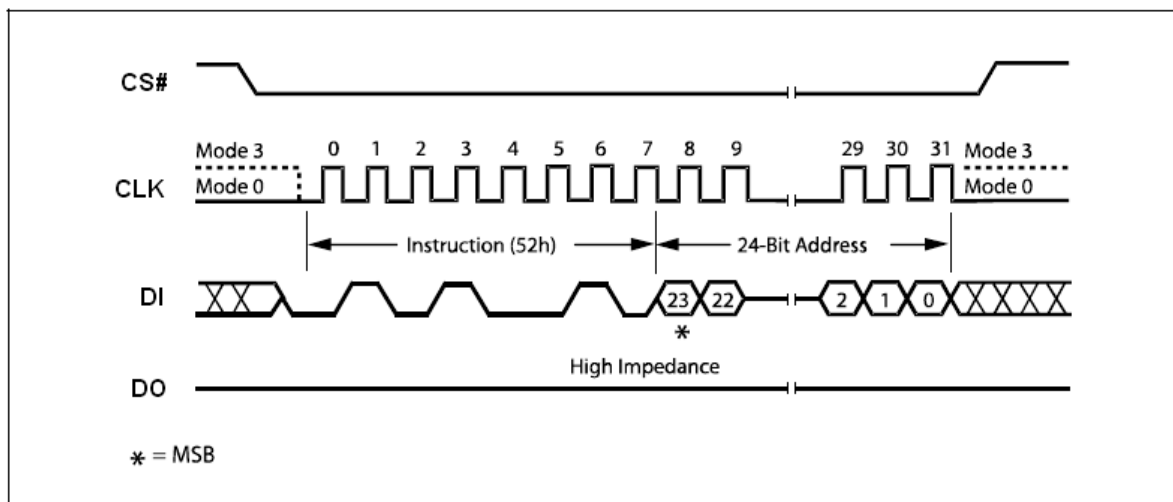 CS#
Mode 3 0 1 2 3 4 5 6 7 8 9 29 30 31 Mode 3
CLK Mode 0 Mode 0
Instruction (52h) 24-Bit Address
DI 23 22 2 1 0
*
High Impedance
DO
* = MSB